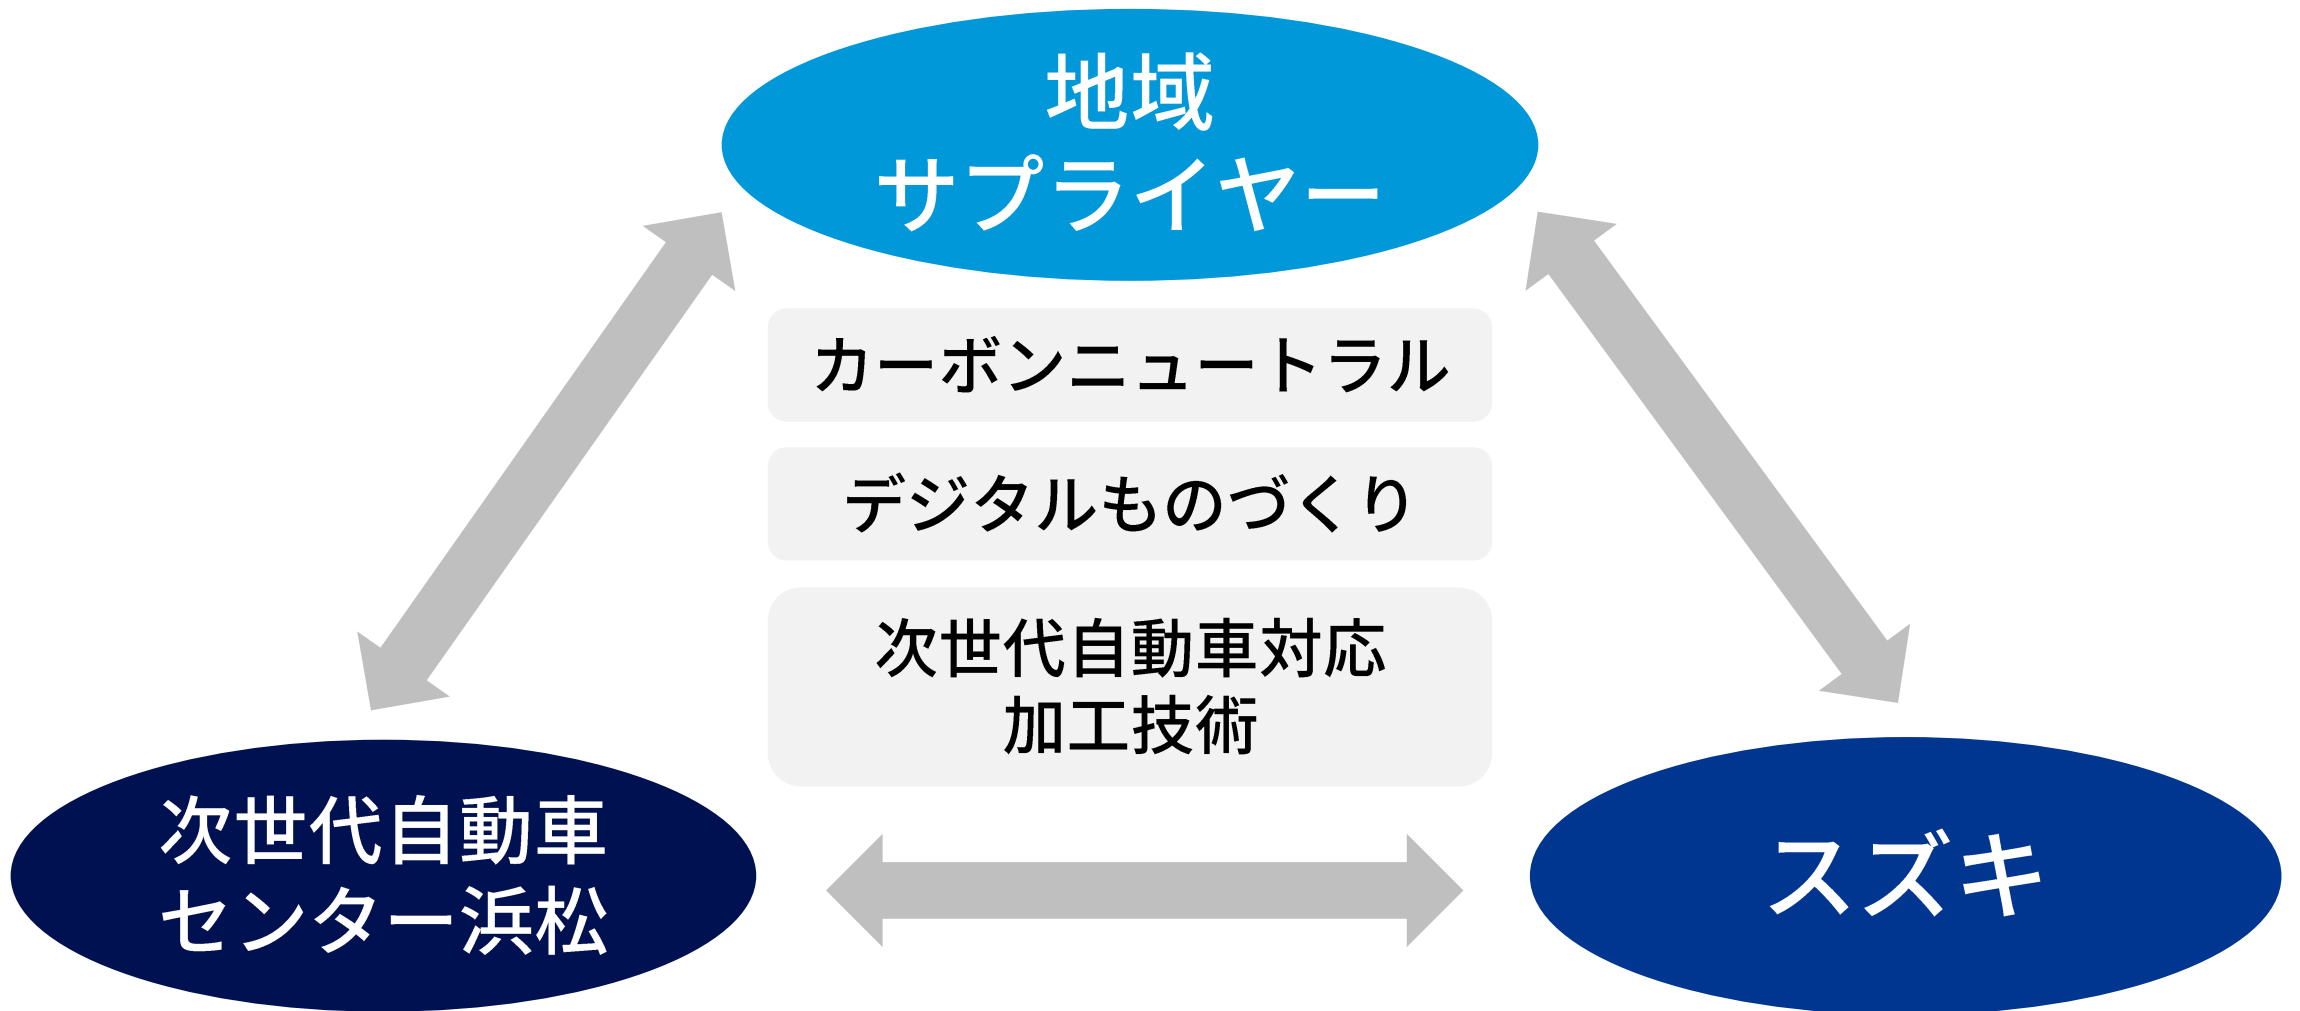 地域
サプライヤー
カーボンニュートラル
デジタルものづくり
次世代自動車対応
加工技術
次世代自動車
センター浜松
スズキ